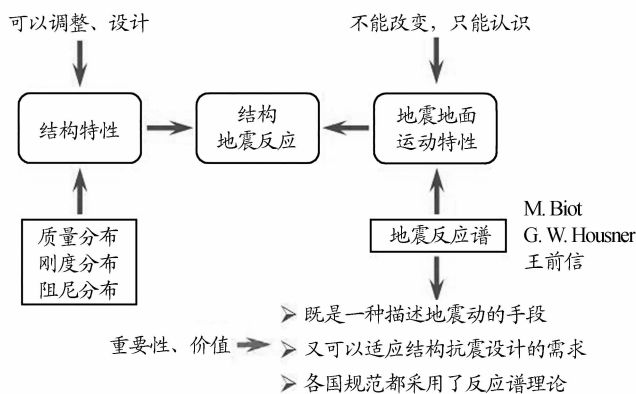 可以调整、设计
不能改变，只能认识
结构特性
结构
地震反应
地震地面
运动特性
质量分布
刚度分布
阻尼分布
地震反应谱
M. Biot
G. W. Housner
王前信
重要性、价值
既是一种描述地震动的手段
又可以适应结构抗震设计的需求
各国规范都采用了反应谱理论